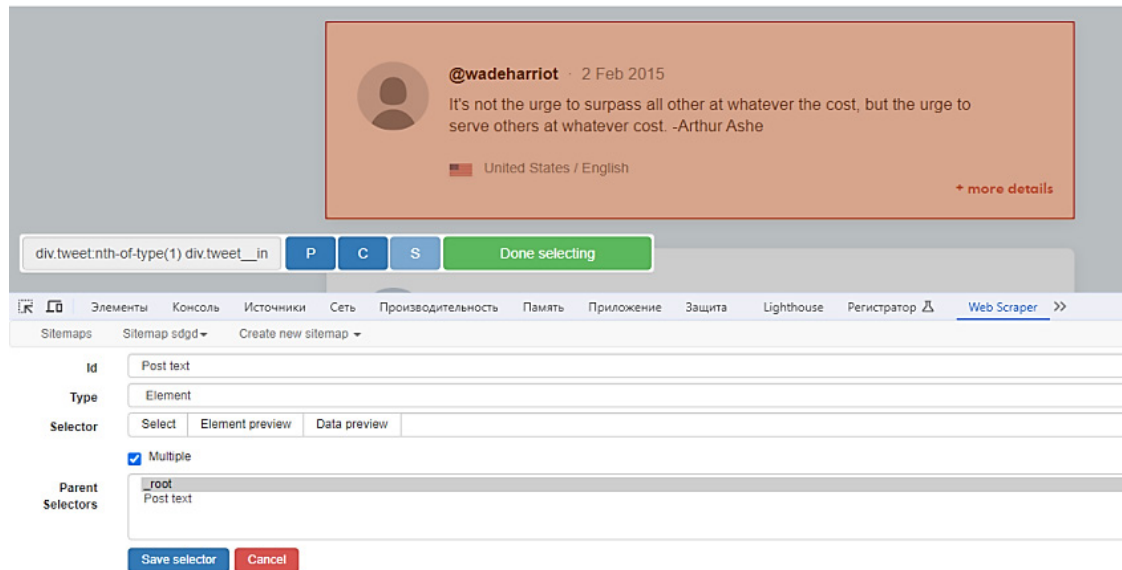 @wadeharriot · 2 Feb 2015
It's not the urge to surpass all other at whatever the cost, but the urge to
serve others at whatever cost. -Arthur Ashe
United States / English
+ more details
div.tweet:nth-of-type(1) div.tweet__in P C S Done selecting
Элементы Консоль Источники Сеть Производительность Память Приложение Защита Lighthouse Регистратор Web Scraper >>
Sitemaps Sitemap sdgd Create new sitemap
Id Post text
Type Element
Selector Select Element preview Data preview
Multiple
Parent Selectors _root
Post text
Save selector Cancel